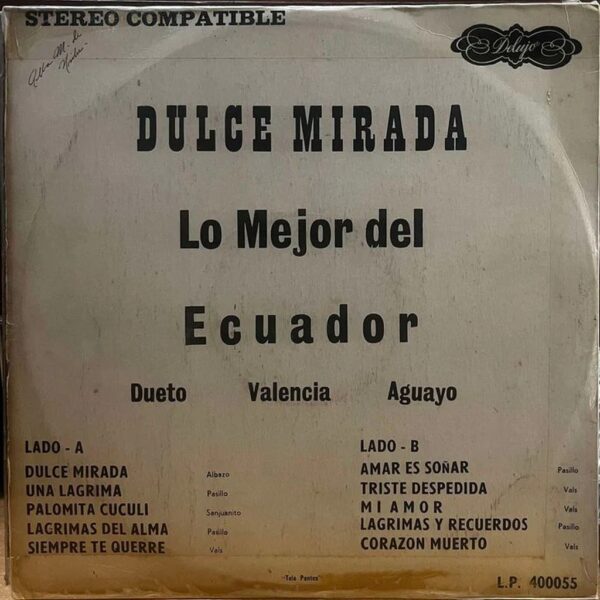 STEREO COMPATIBLE
Delujo
DULCE MIRADA
Lo Mejor del
Ecuador
Dueto Valencia Aguayo
LADO - A
DULCE MIRADA Albazo
UNA LAGRIMA Pasillo
PALOMITA CUCULI Sanjuanito
LAGRIMAS DEL ALMA Pasillo
SIEMPRE TE QUERRE Vals
LADO - B
AMAR ES SOÑAR Pasillo
TRISTE DESPEDIDA Vals
MI AMOR Vals
LAGRIMAS Y RECUERDOS Pasillo
CORAZON MUERTO Vals
L.P. 400055